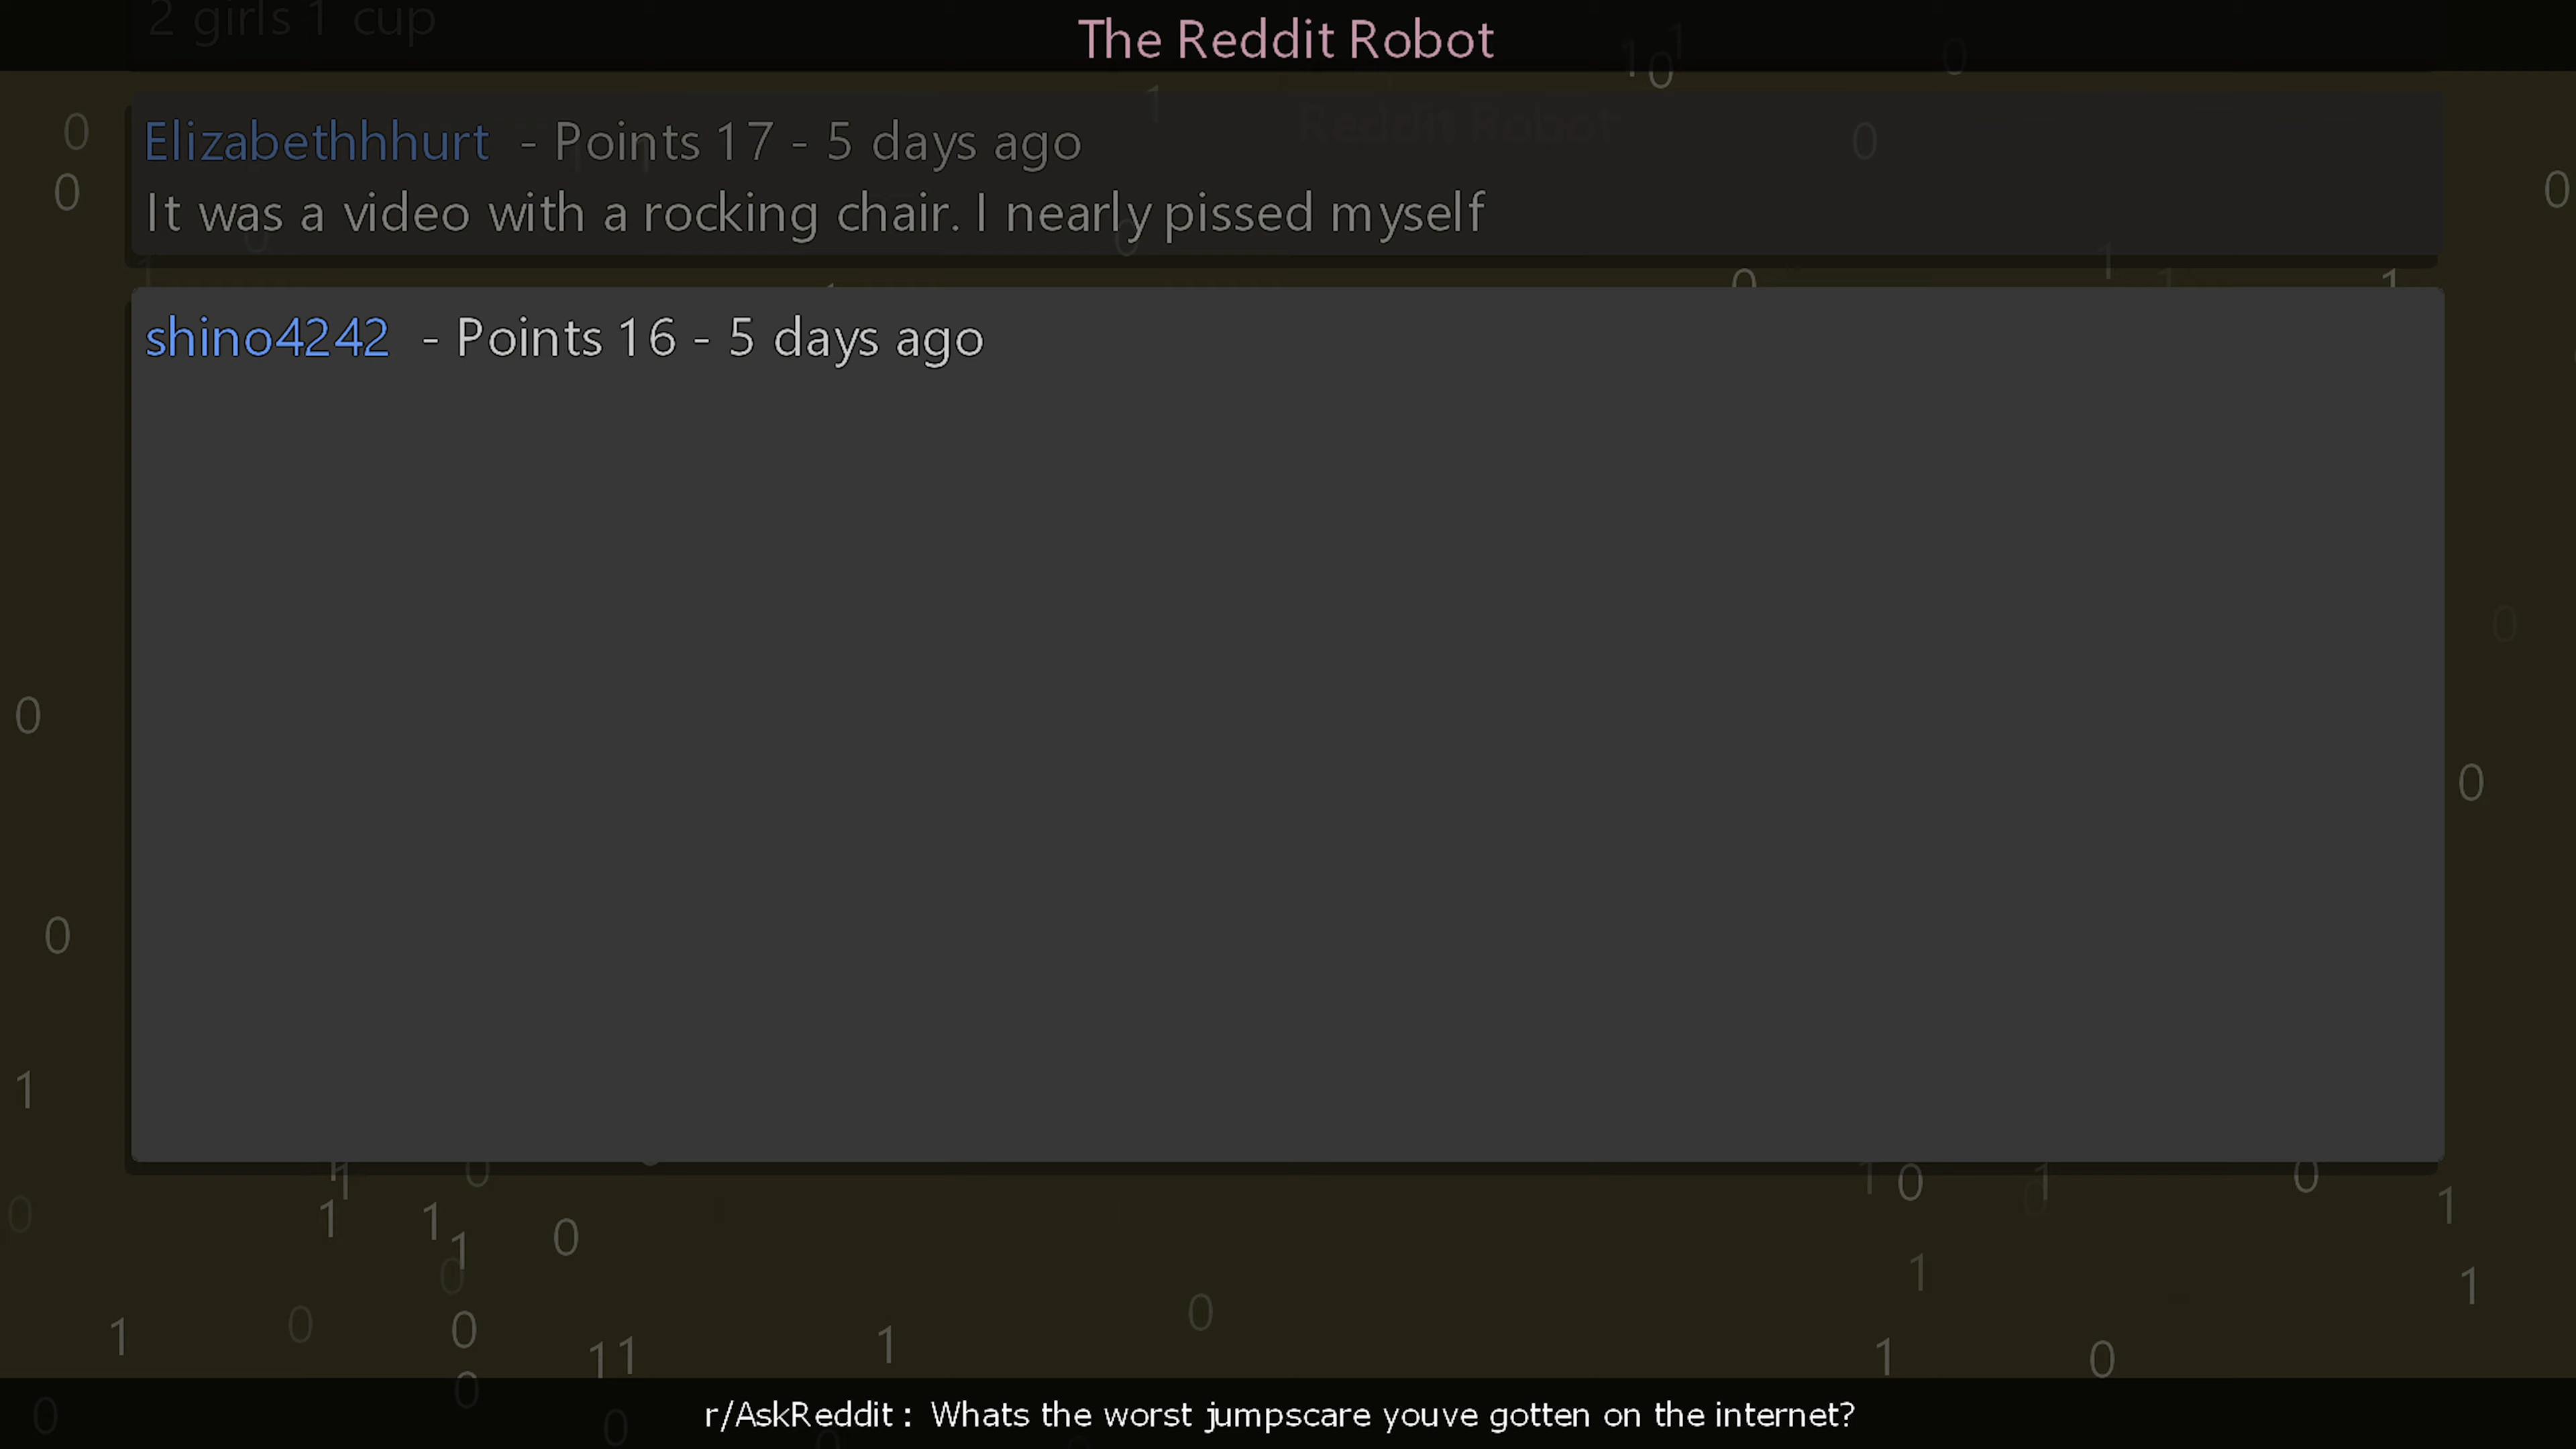 2 girls 1 cup
The Reddit Robot
Reddit Robot
Elizabethhhurt - Points 17 - 5 days ago
It was a video with a rocking chair. I nearly pissed myself
shino4242 - Points 16 - 5 days ago
r/AskReddit : Whats the worst jumpscare youve gotten on the internet?